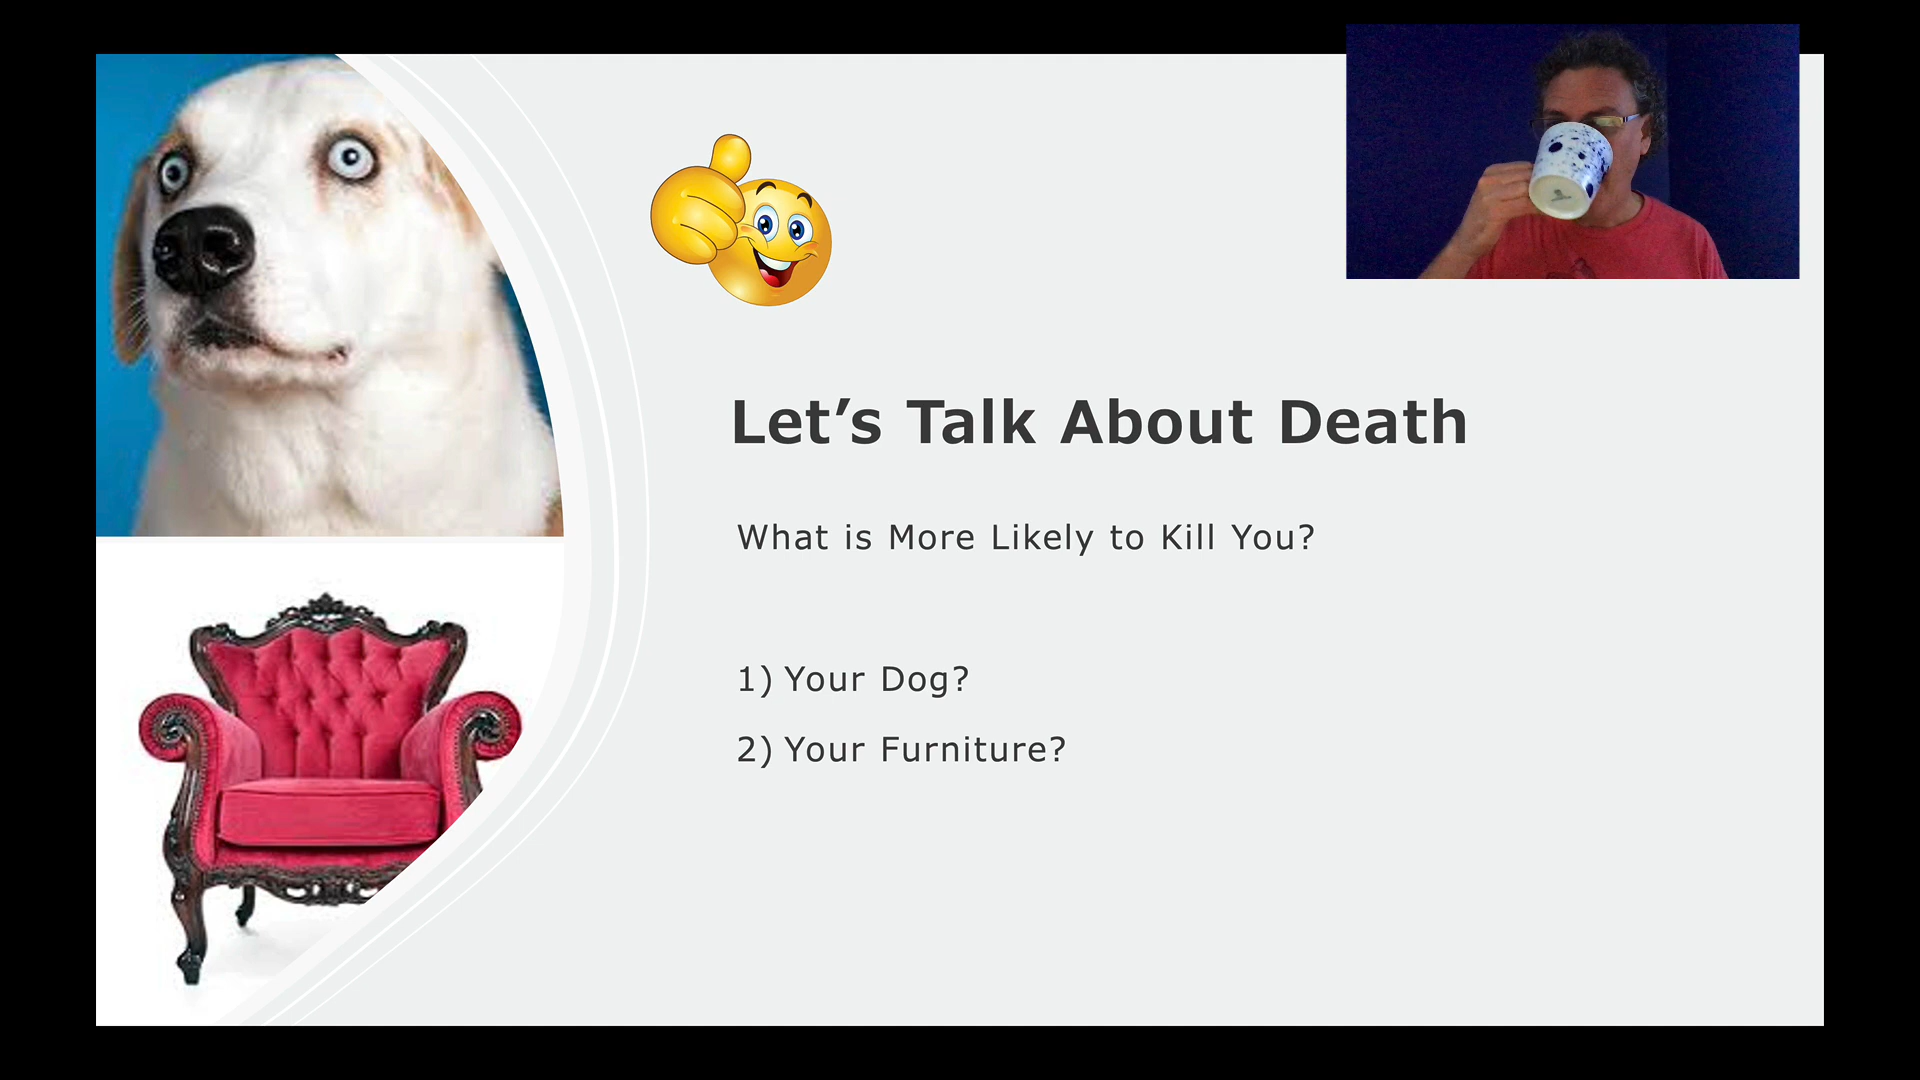 Let’s Talk About Death
What is More Likely to Kill You?
1) Your Dog?
2) Your Furniture?